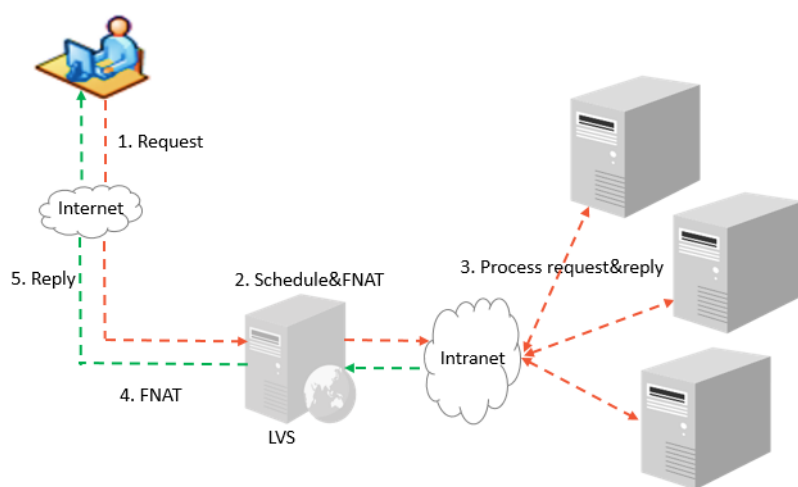 1. Request
Internet
5. Reply
2. Schedule&FNAT
3. Process request&reply
Intranet
4. FNAT
LVS